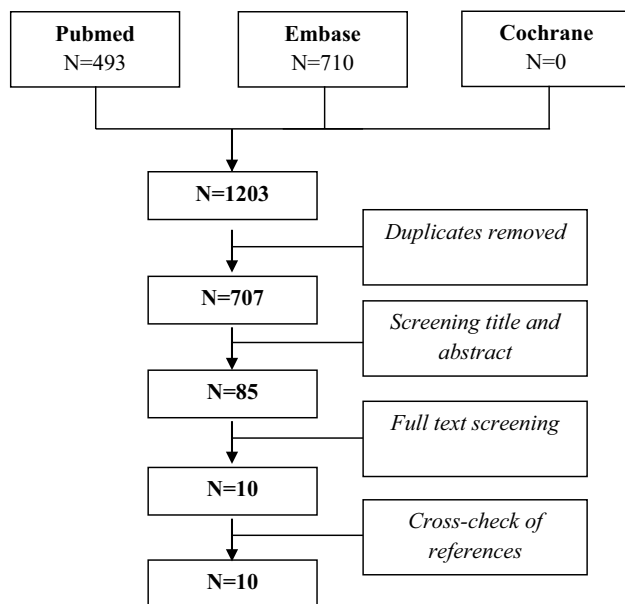 Pubmed
N=493
Embase
N=710
Cochrane
N=0
N=1203
Duplicates removed
N=707
Screening title and
abstract
N=85
Full text screening
N=10
Cross-check of
references
N=10